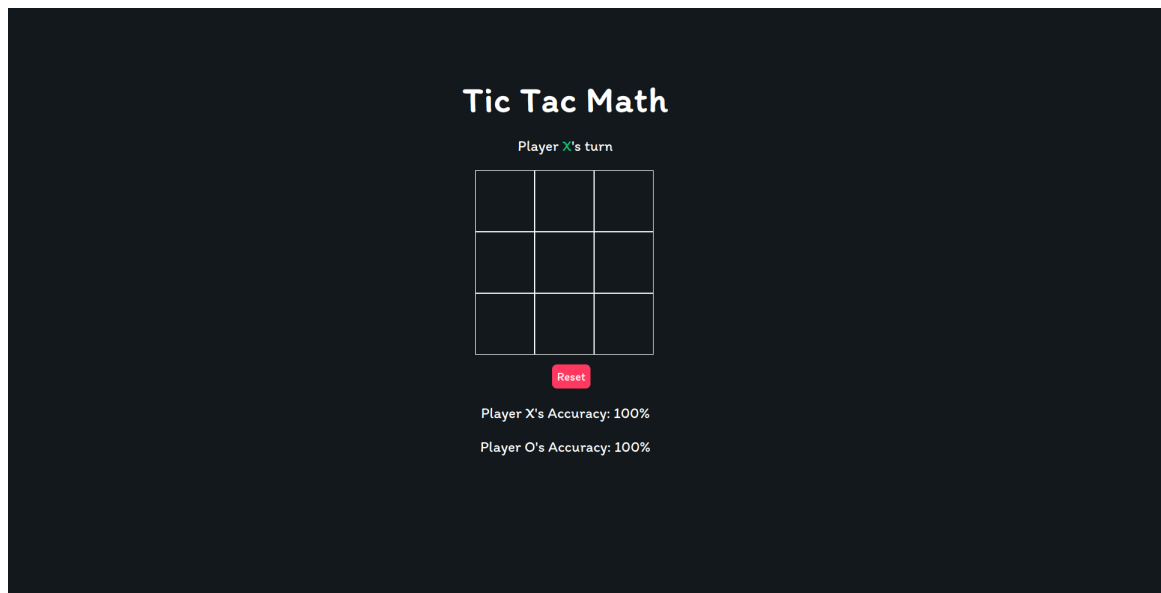 Tic Tac Math
Player X's turn
Reset
Player X's Accuracy: 100%
Player O's Accuracy: 100%